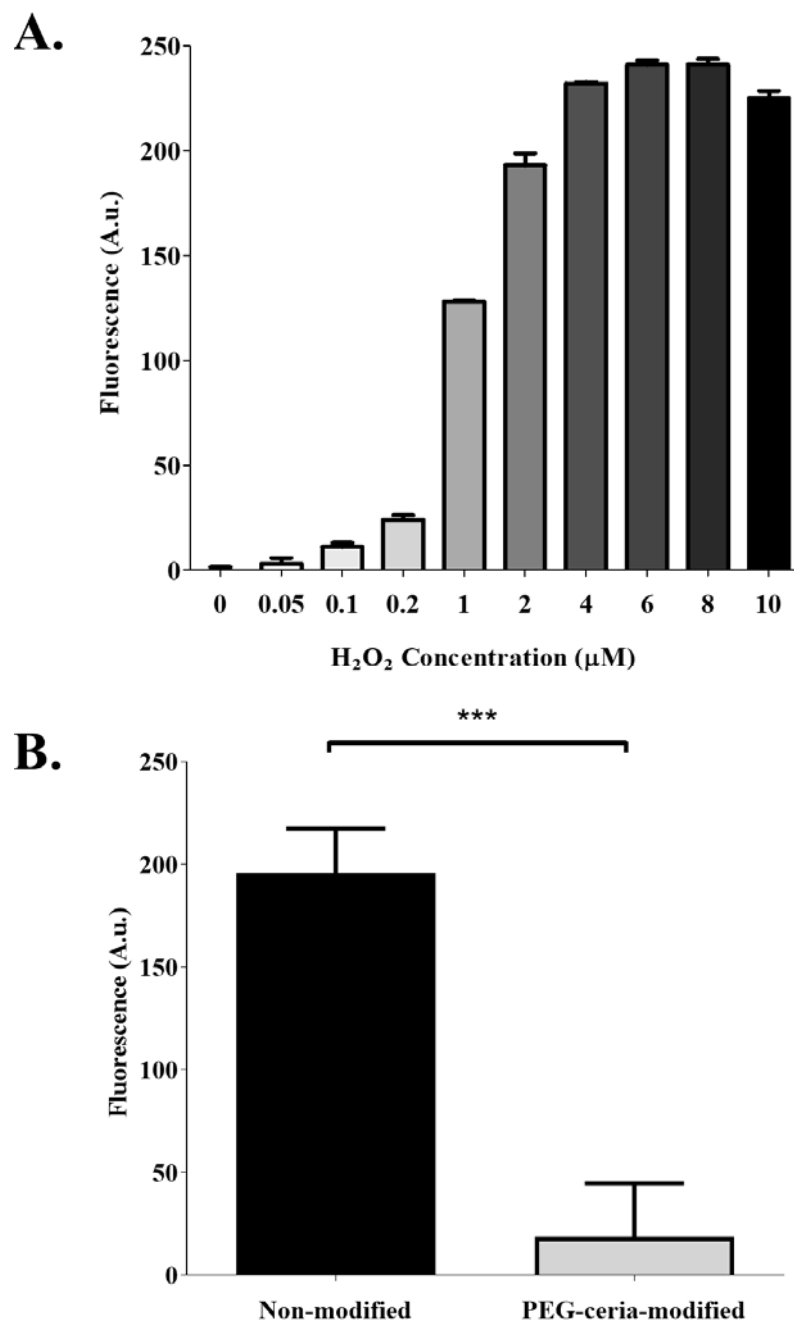 A.
250
200
150
100
50
0
Fluorescence (A.u.)
0 0.05 0.1 0.2 1 2 4 6 8 10
H₂O₂ Concentration (μM)
B.
***
250
200
150
100
50
0
Fluorescence (A.u.)
Non-modified PEG-ceria-modified